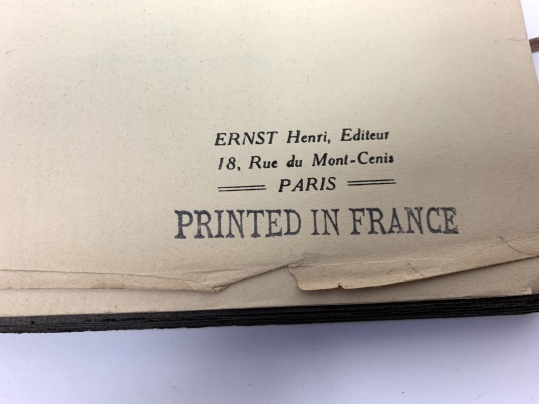 ERNST Henri, Editeur
18, Rue du Mont-Cenis
PARIS
PRINTED IN FRANCE